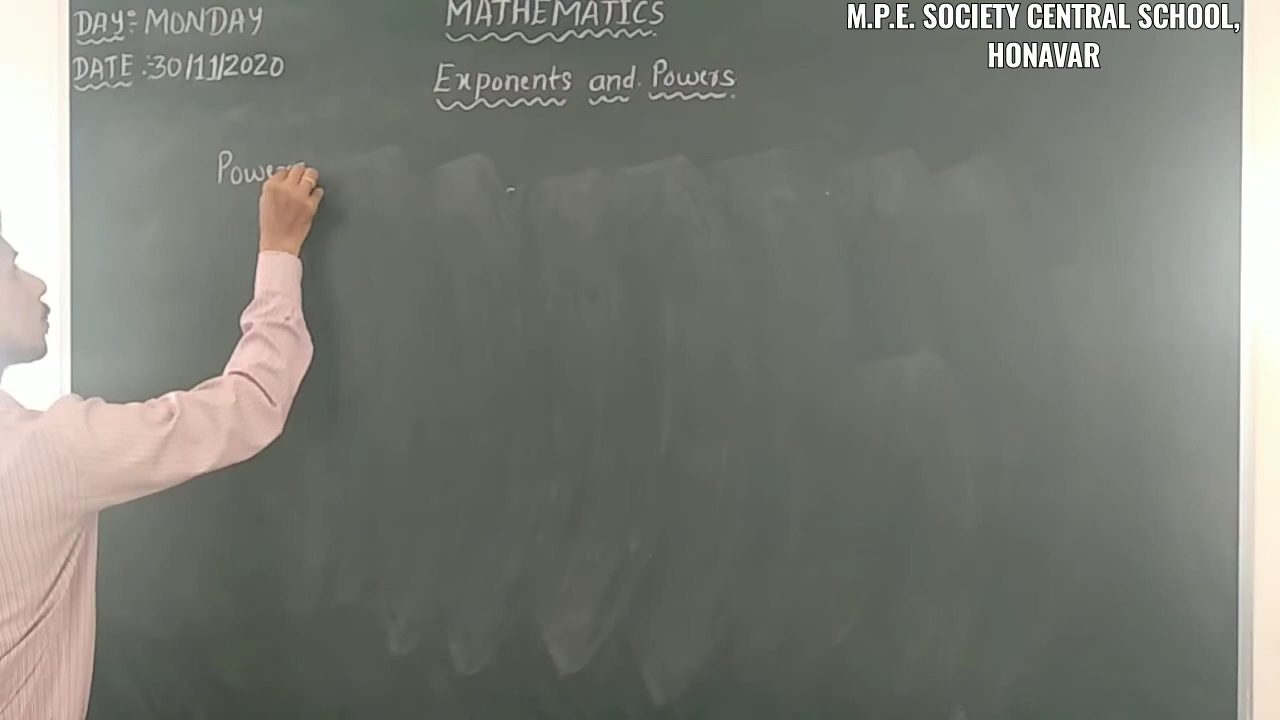 DAY:- MONDAY
DATE :-30/11/2020
MATHEMATICS
Exponents and Powers
M.P.E. SOCIETY CENTRAL SCHOOL,
HONAVAR